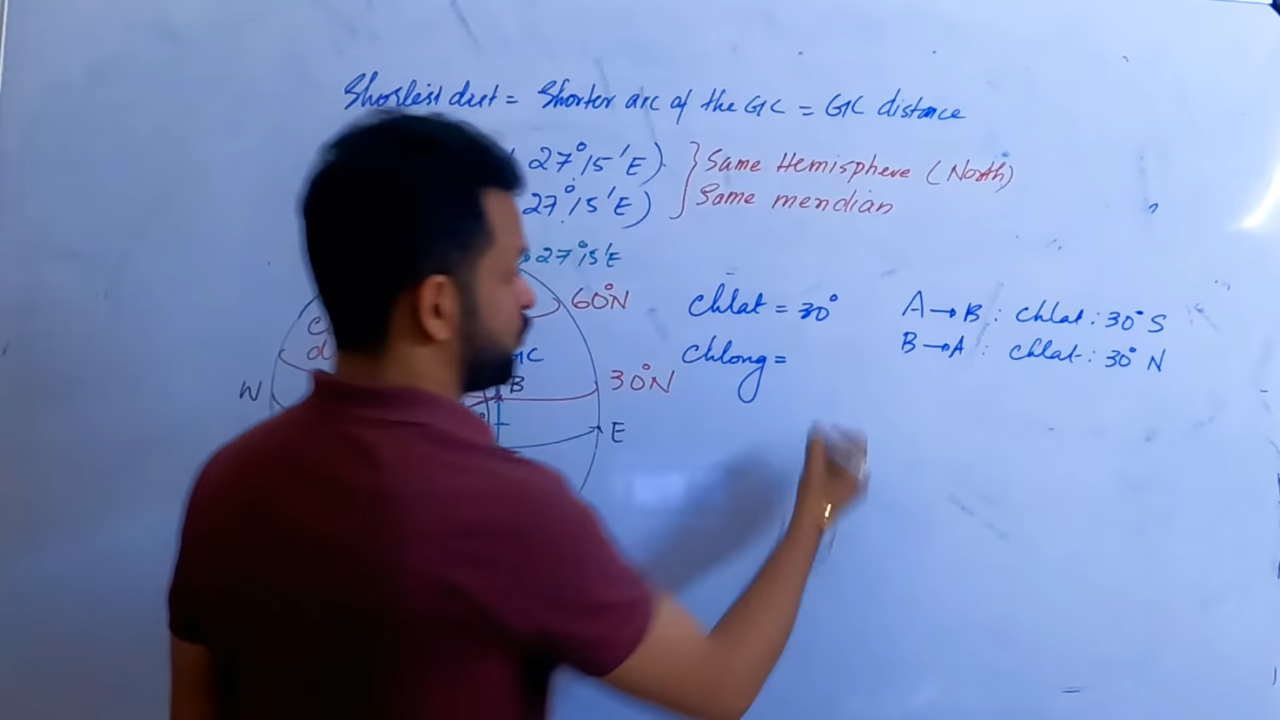 Shortest dist = Shorter arc of the GC = GC distance
27°15'E) } Same Hemisphere (North)
27°15'E) Same meridian
27°15'E
60°N
chlat = 30°
A→B: chlat: 30°S
chlong =
B→A: chlat: 30°N
GC
B
30°N
W
E